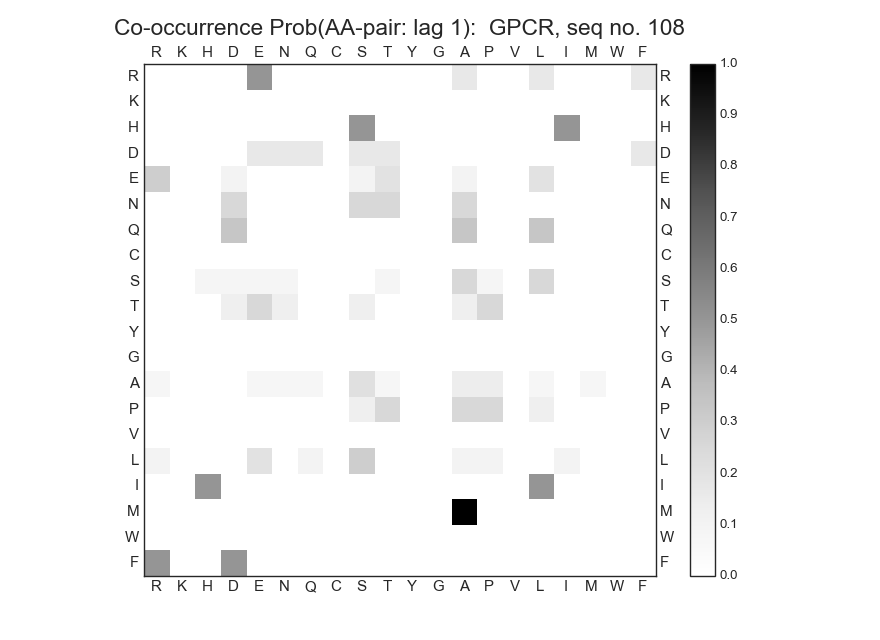 Co-occurrence Prob(AA-pair: lag 1):  GPCR, seq no. 108
R K H D E N Q C S T Y G A P V L I M W F
R R 1.0
K K
H H 0.9
D D
E E 0.8
N N
Q Q 0.7
C C 0.6
S S
T T 0.5
Y Y
G G 0.4
A A
P P 0.3
V V
L L 0.2
I I
M M 0.1
W W
F F 0.0
R K H D E N Q C S T Y G A P V L I M W F